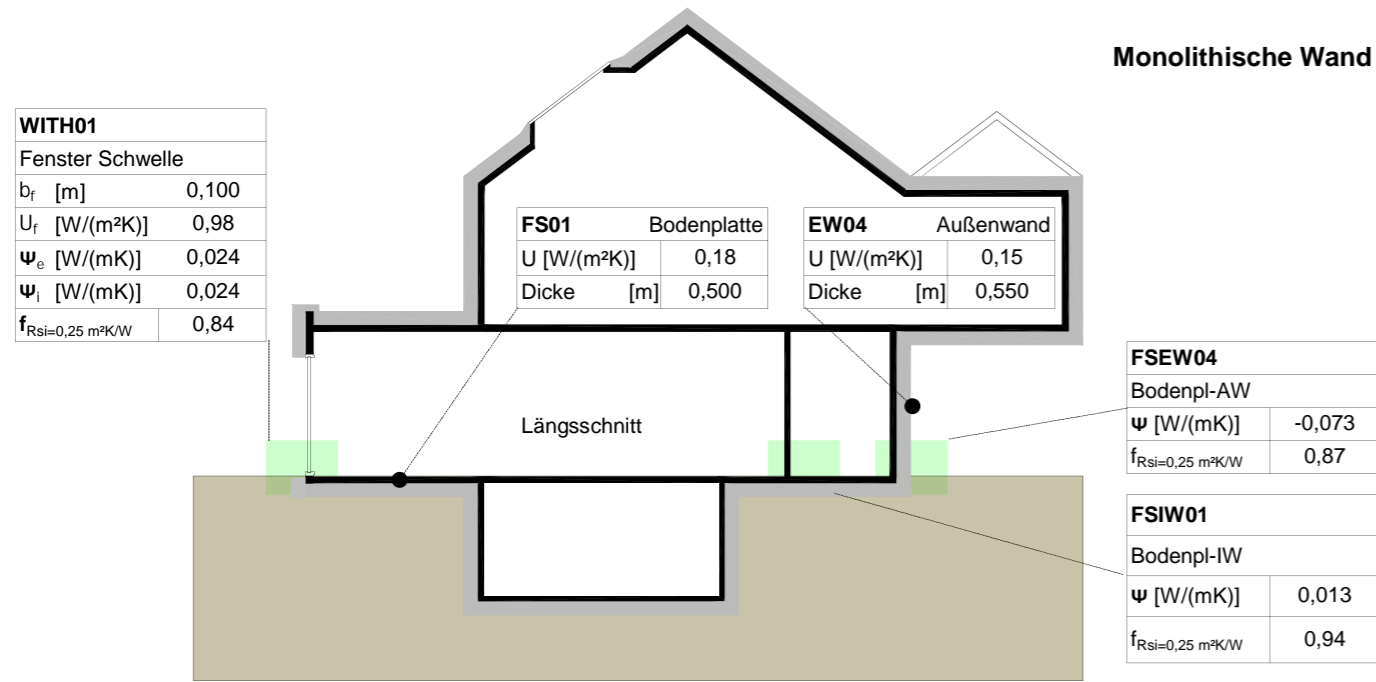 Monolithische Wand
WITH01
Fenster Schwelle
bf [m] 0,100
Uf [W/(m²K)] 0,98
Ψe [W/(mK)] 0,024
Ψi [W/(mK)] 0,024
fRsi=0,25 m²K/W 0,84
FS01 Bodenplatte
U [W/(m²K)] 0,18
Dicke [m] 0,500
EW04 Außenwand
U [W/(m²K)] 0,15
Dicke [m] 0,550
Längsschnitt
FSEW04
Bodenpl-AW
Ψ [W/(mK)] -0,073
fRsi=0,25 m²K/W 0,87
FSIW01
Bodenpl-IW
Ψ [W/(mK)] 0,013
fRsi=0,25 m²K/W 0,94